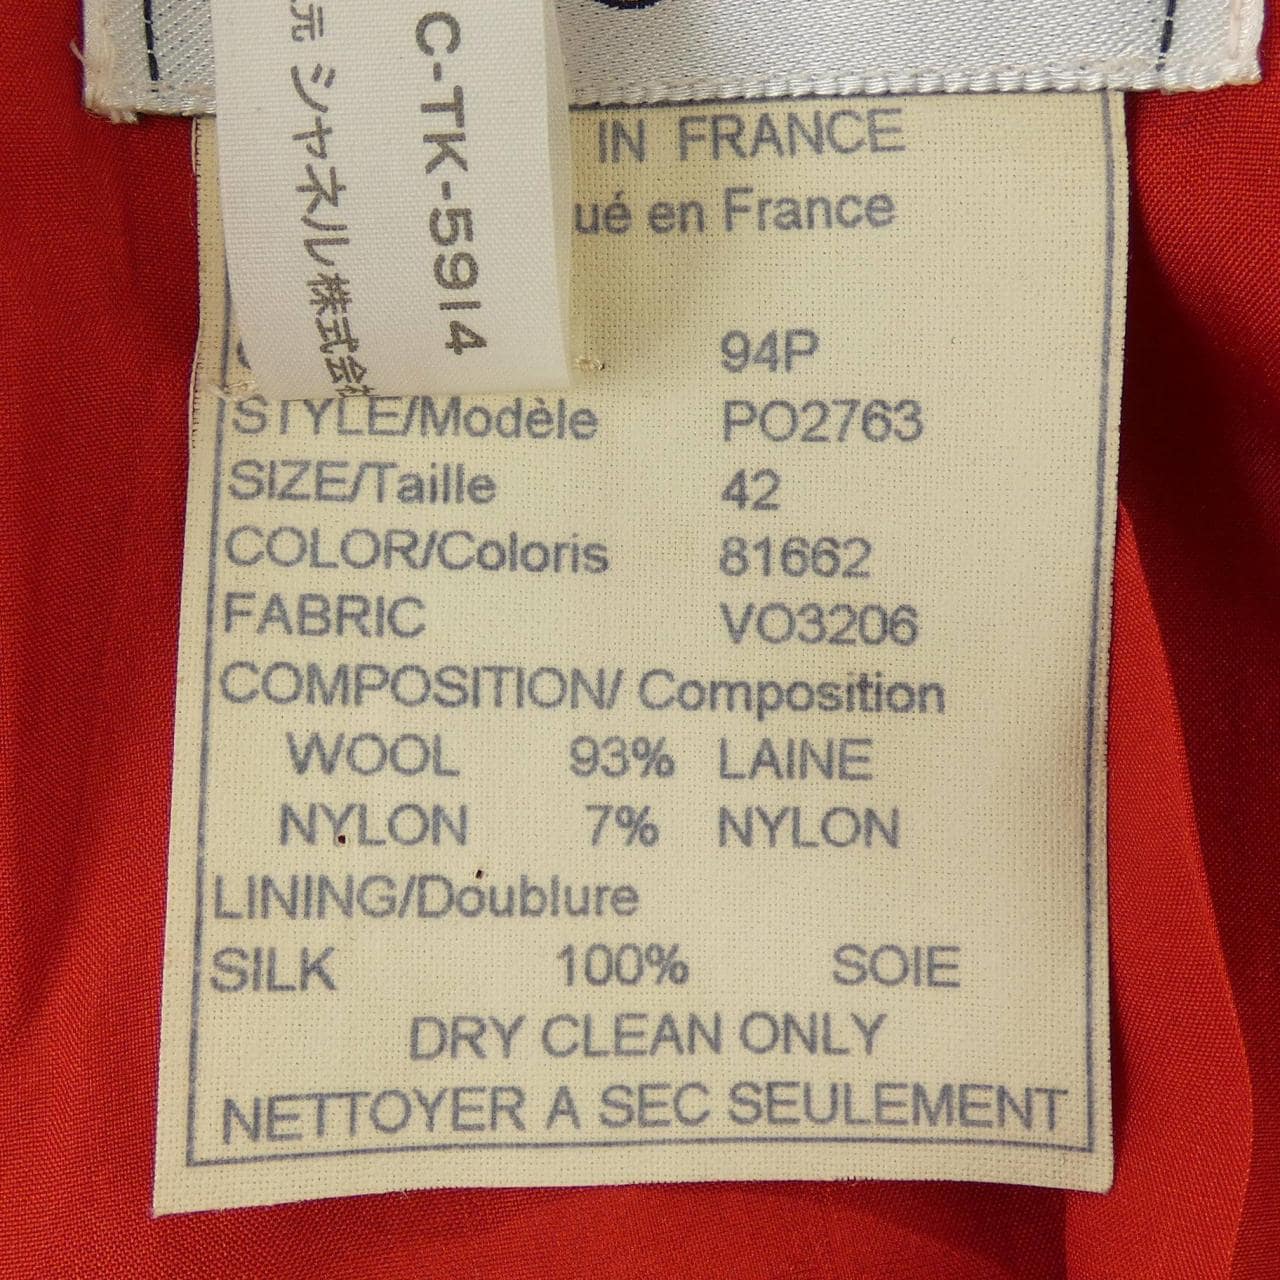 C-TK-5914
元 シャネル株式会社
IN FRANCE
ué en France
94P
STYLE/Modèle PO2763
SIZE/Taille 42
COLOR/Coloris 81662
FABRIC VO3206
COMPOSITION/ Composition
WOOL 93% LAINE
NYLON 7% NYLON
LINING/Doublure
SILK 100% SOIE
DRY CLEAN ONLY
NETTOYER A SEC SEULEMENT